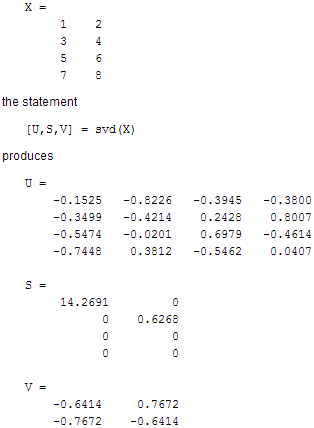 X =
1 2
3 4
5 6
7 8
the statement
[U,S,V] = svd(X)
produces
U =
-0.1525 -0.8226 -0.3945 -0.3800
-0.3499 -0.4214 0.2428 0.8007
-0.5474 -0.0201 0.6979 -0.4614
-0.7448 0.3812 -0.5462 0.0407
S =
14.2691 0
0 0.6268
0 0
0 0
V =
-0.6414 0.7672
-0.7672 -0.6414